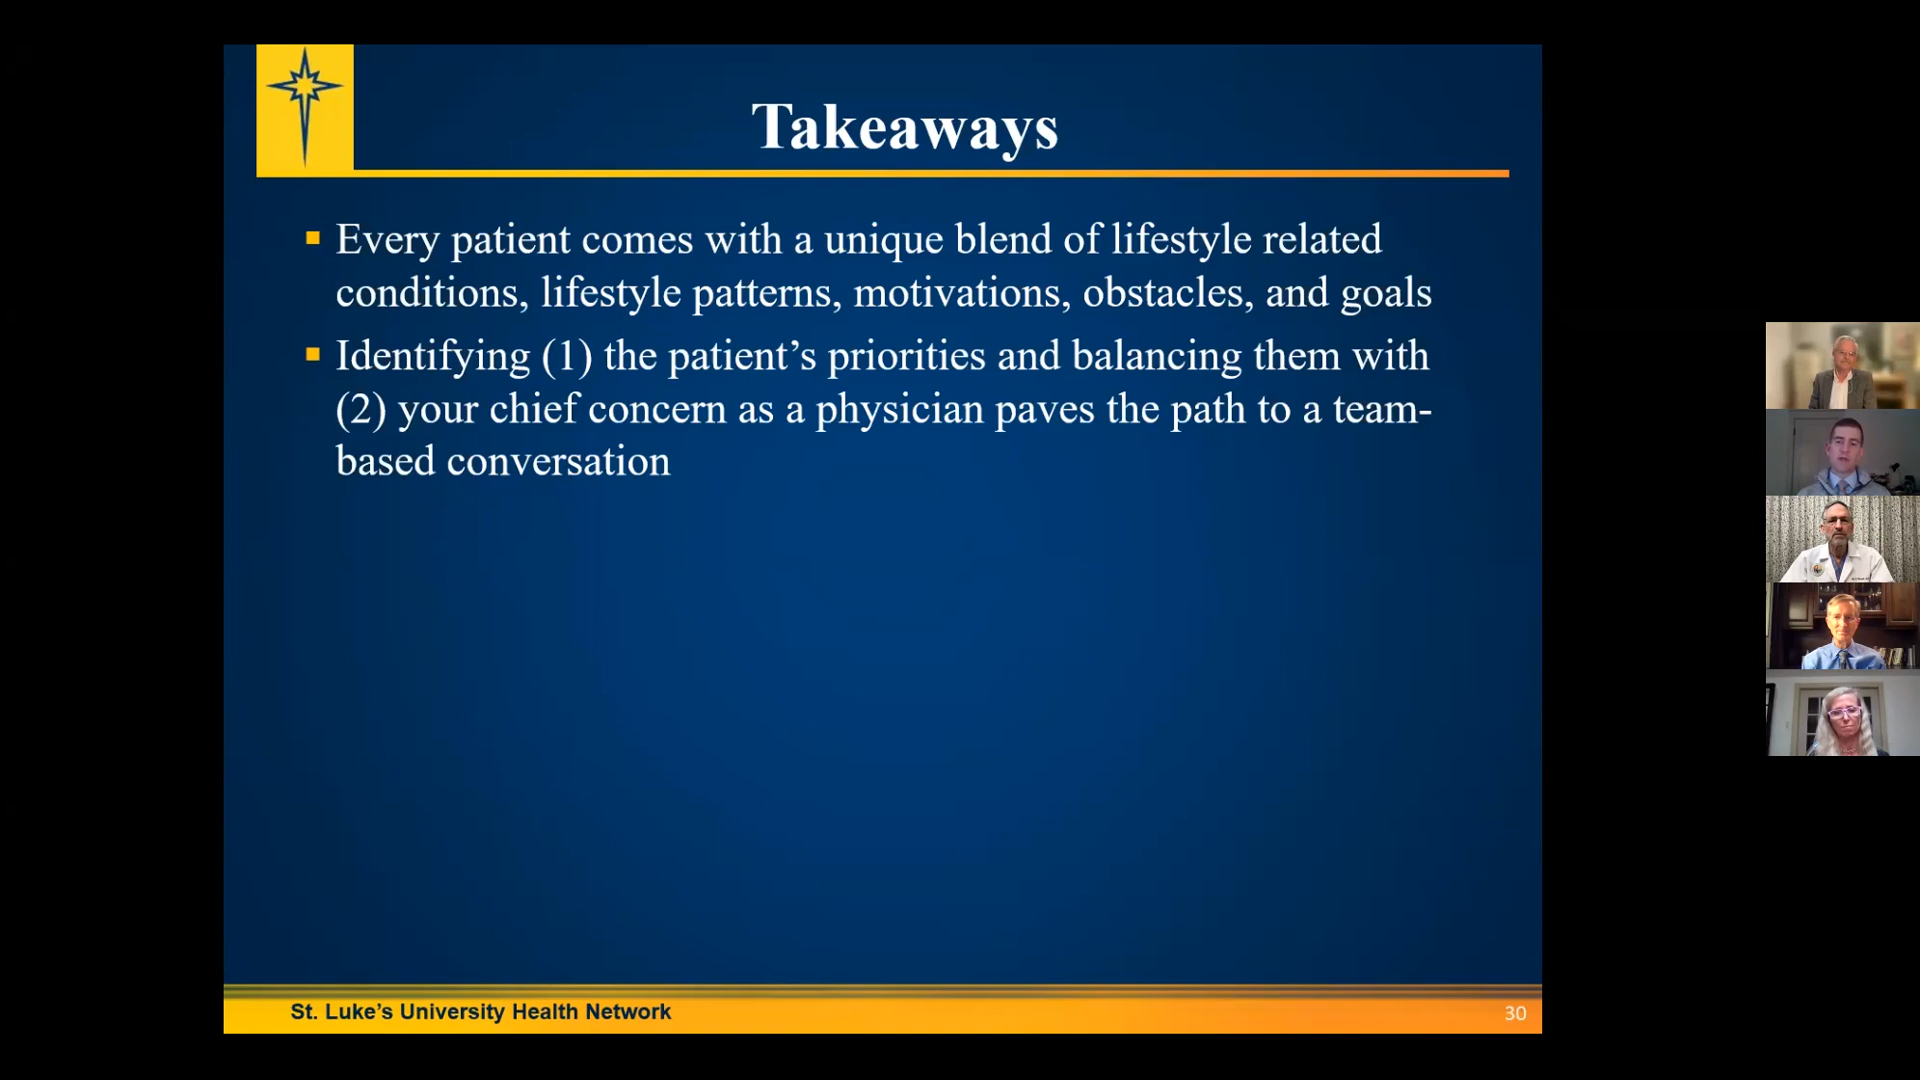 Takeaways
Every patient comes with a unique blend of lifestyle related
conditions, lifestyle patterns, motivations, obstacles, and goals
Identifying (1) the patient’s priorities and balancing them with
(2) your chief concern as a physician paves the path to a team-
based conversation
St. Luke’s University Health Network
30